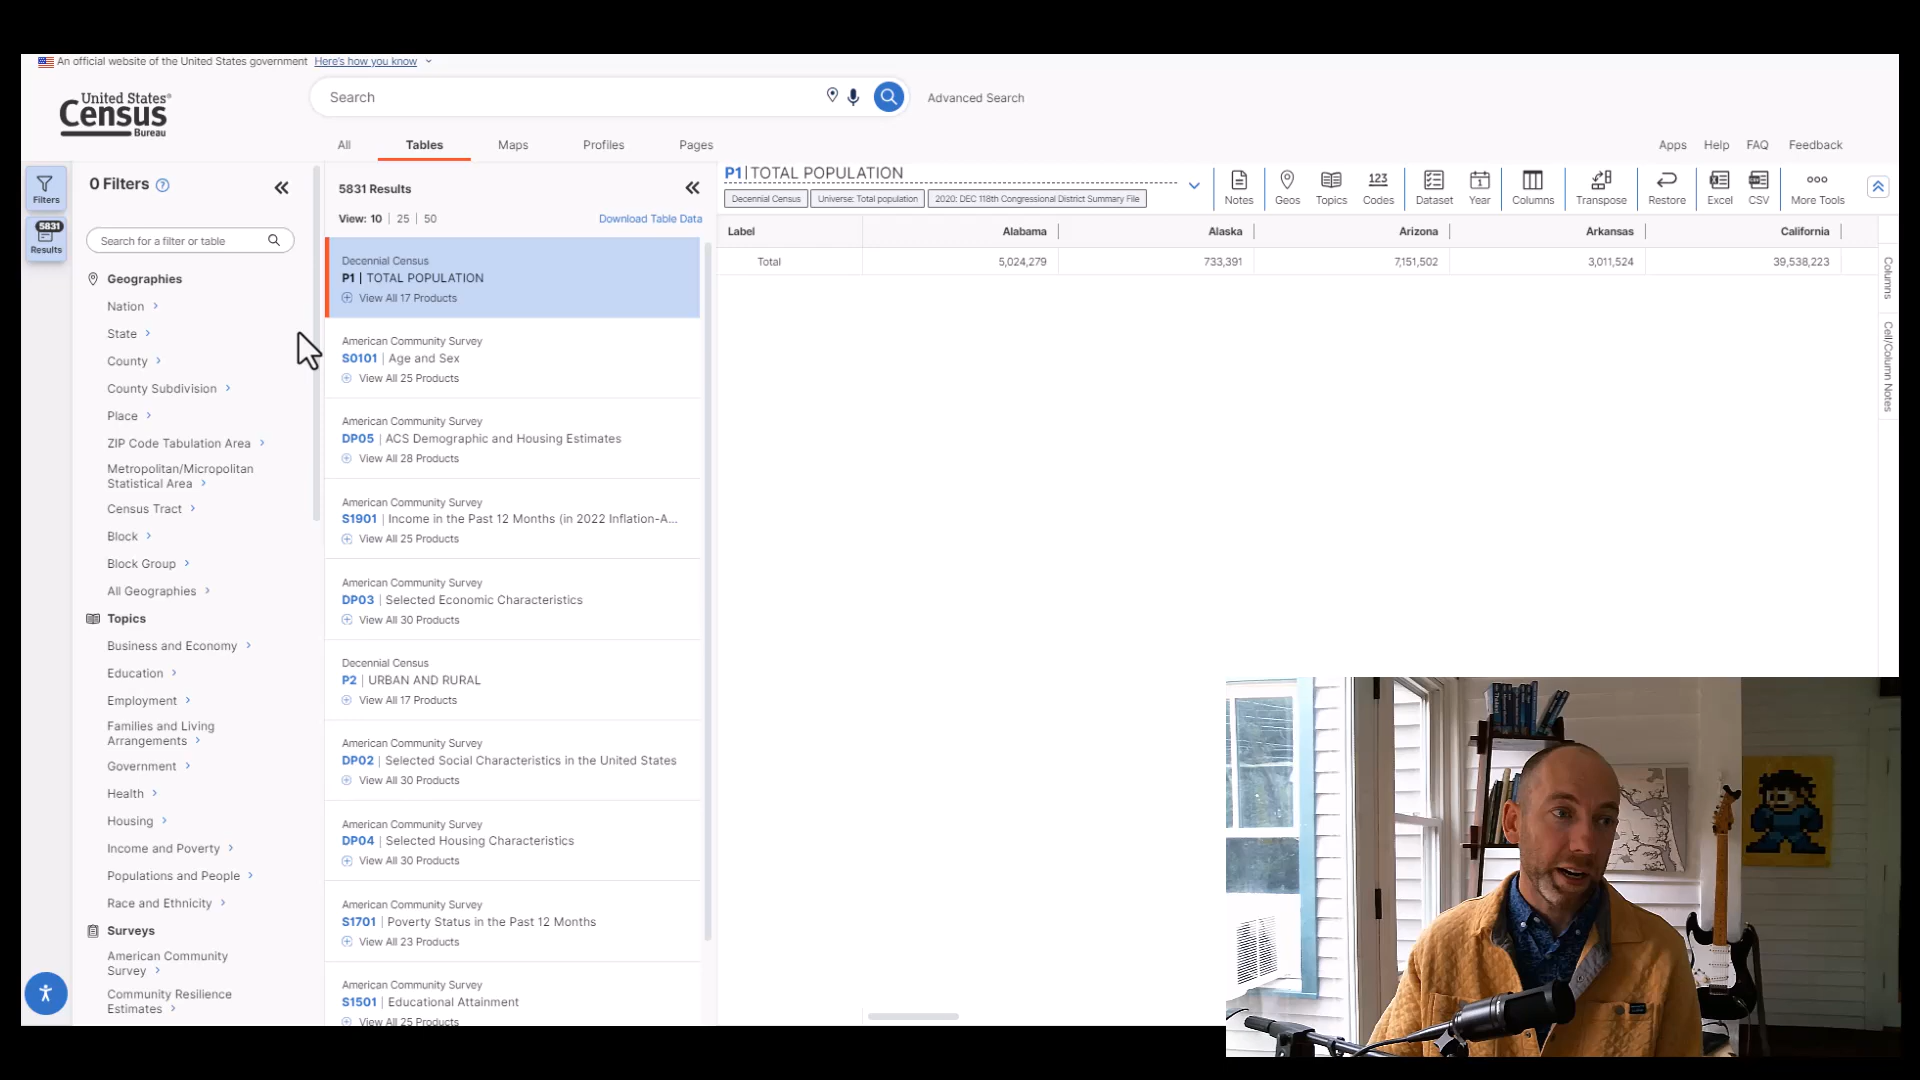 An official website of the United States government Here's how you know
United States®
Census
Bureau
Search
Advanced Search
All Tables Maps Profiles Pages
Apps Help FAQ Feedback
Filters
5831
Results
0 Filters
Search for a filter or table
Geographies
Nation
State
County
County Subdivision
Place
ZIP Code Tabulation Area
Metropolitan/Micropolitan
Statistical Area
Census Tract
Block
Block Group
All Geographies
Topics
Business and Economy
Education
Employment
Families and Living
Arrangements
Government
Health
Housing
Income and Poverty
Populations and People
Race and Ethnicity
Surveys
American Community
Survey
Community Resilience
Estimates
5831 Results
View: 10 | 25 | 50
Download Table Data
Decennial Census
P1 | TOTAL POPULATION
View All 17 Products
American Community Survey
S0101 | Age and Sex
View All 25 Products
American Community Survey
DP05 | ACS Demographic and Housing Estimates
View All 28 Products
American Community Survey
S1901 | Income in the Past 12 Months (in 2022 Inflation-A...
View All 25 Products
American Community Survey
DP03 | Selected Economic Characteristics
View All 30 Products
Decennial Census
P2 | URBAN AND RURAL
View All 17 Products
American Community Survey
DP02 | Selected Social Characteristics in the United States
View All 30 Products
American Community Survey
DP04 | Selected Housing Characteristics
View All 30 Products
American Community Survey
S1701 | Poverty Status in the Past 12 Months
View All 23 Products
American Community Survey
S1501 | Educational Attainment
View All 25 Products
P1 | TOTAL POPULATION
Decennial Census
Universe: Total population
2020: DEC 118th Congressional District Summary File
Notes
Geos
Topics
123
Codes
Dataset
1
Year
Columns
Transpose
Restore
Excel
CSV
More Tools
Label Alabama Alaska Arizona Arkansas California
Total 5,024,279 733,391 7,151,502 3,011,524 39,538,223
Columns
Cell/Column Notes